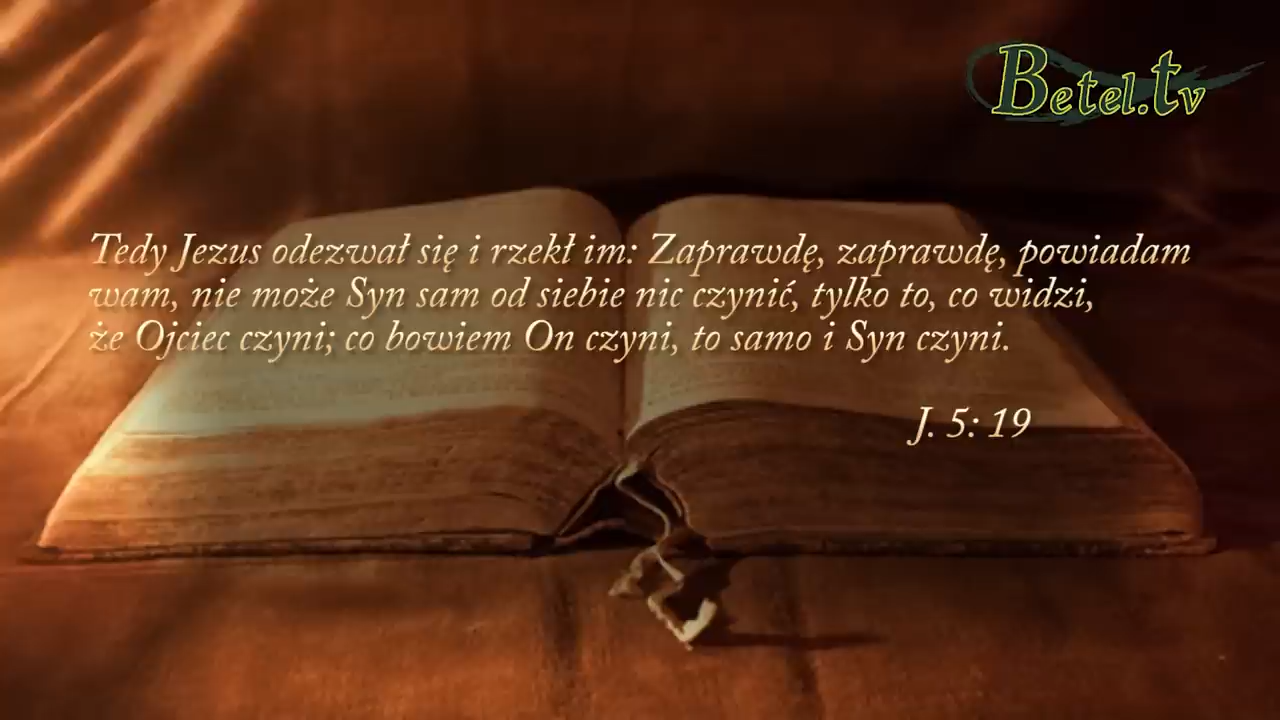 Betel.tv
Tedy Jezus odezwał się i rzekł im: Zaprawdę, zaprawdę, powiadam
wam, nie może Syn sam od siebie nic czynić, tylko to, co widzi,
że Ojciec czyni; co bowiem On czyni, to samo i Syn czyni.
J. 5: 19